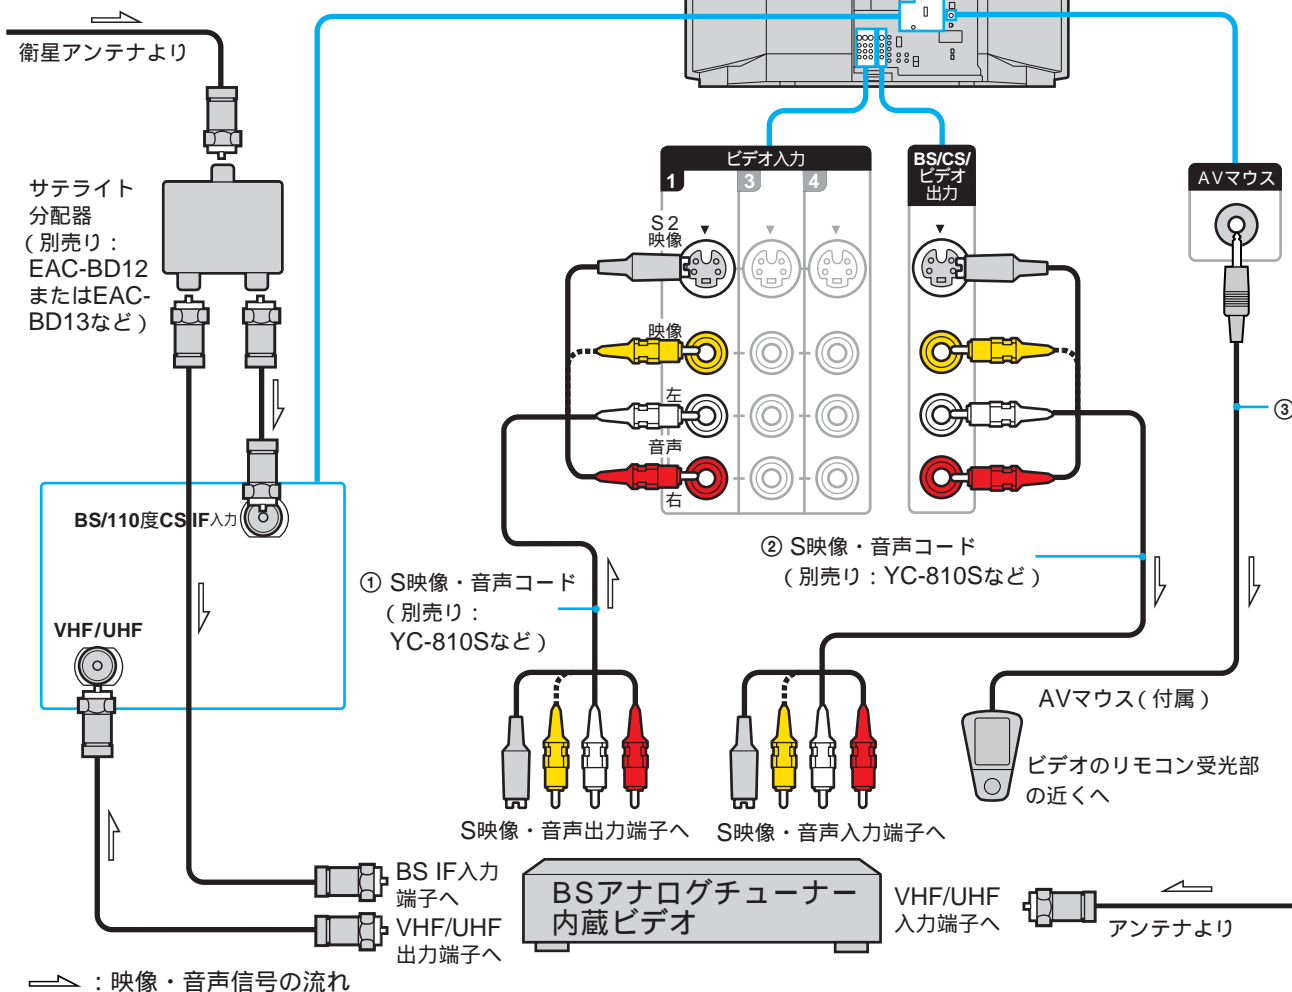 衛星アンテナより
サテライト
分配器
（別売り：
EAC-BD12
またはEAC-
BD13など）
ビデオ入力
1
3
4
S2
映像
映像
左
音声
右
BS/CS/
ビデオ
出力
AVマウス
③
BS/110度CS IF入力
VHF/UHF
① S映像・音声コード
（別売り：
YC-810Sなど）
② S映像・音声コード
（別売り：YC-810Sなど）
AVマウス（付属）
ビデオのリモコン受光部
の近くへ
S映像・音声出力端子へ
S映像・音声入力端子へ
BS IF入力
端子へ
VHF/UHF
出力端子へ
BSアナログチューナー
内蔵ビデオ
VHF/UHF
入力端子へ
アンテナより
：映像・音声信号の流れ